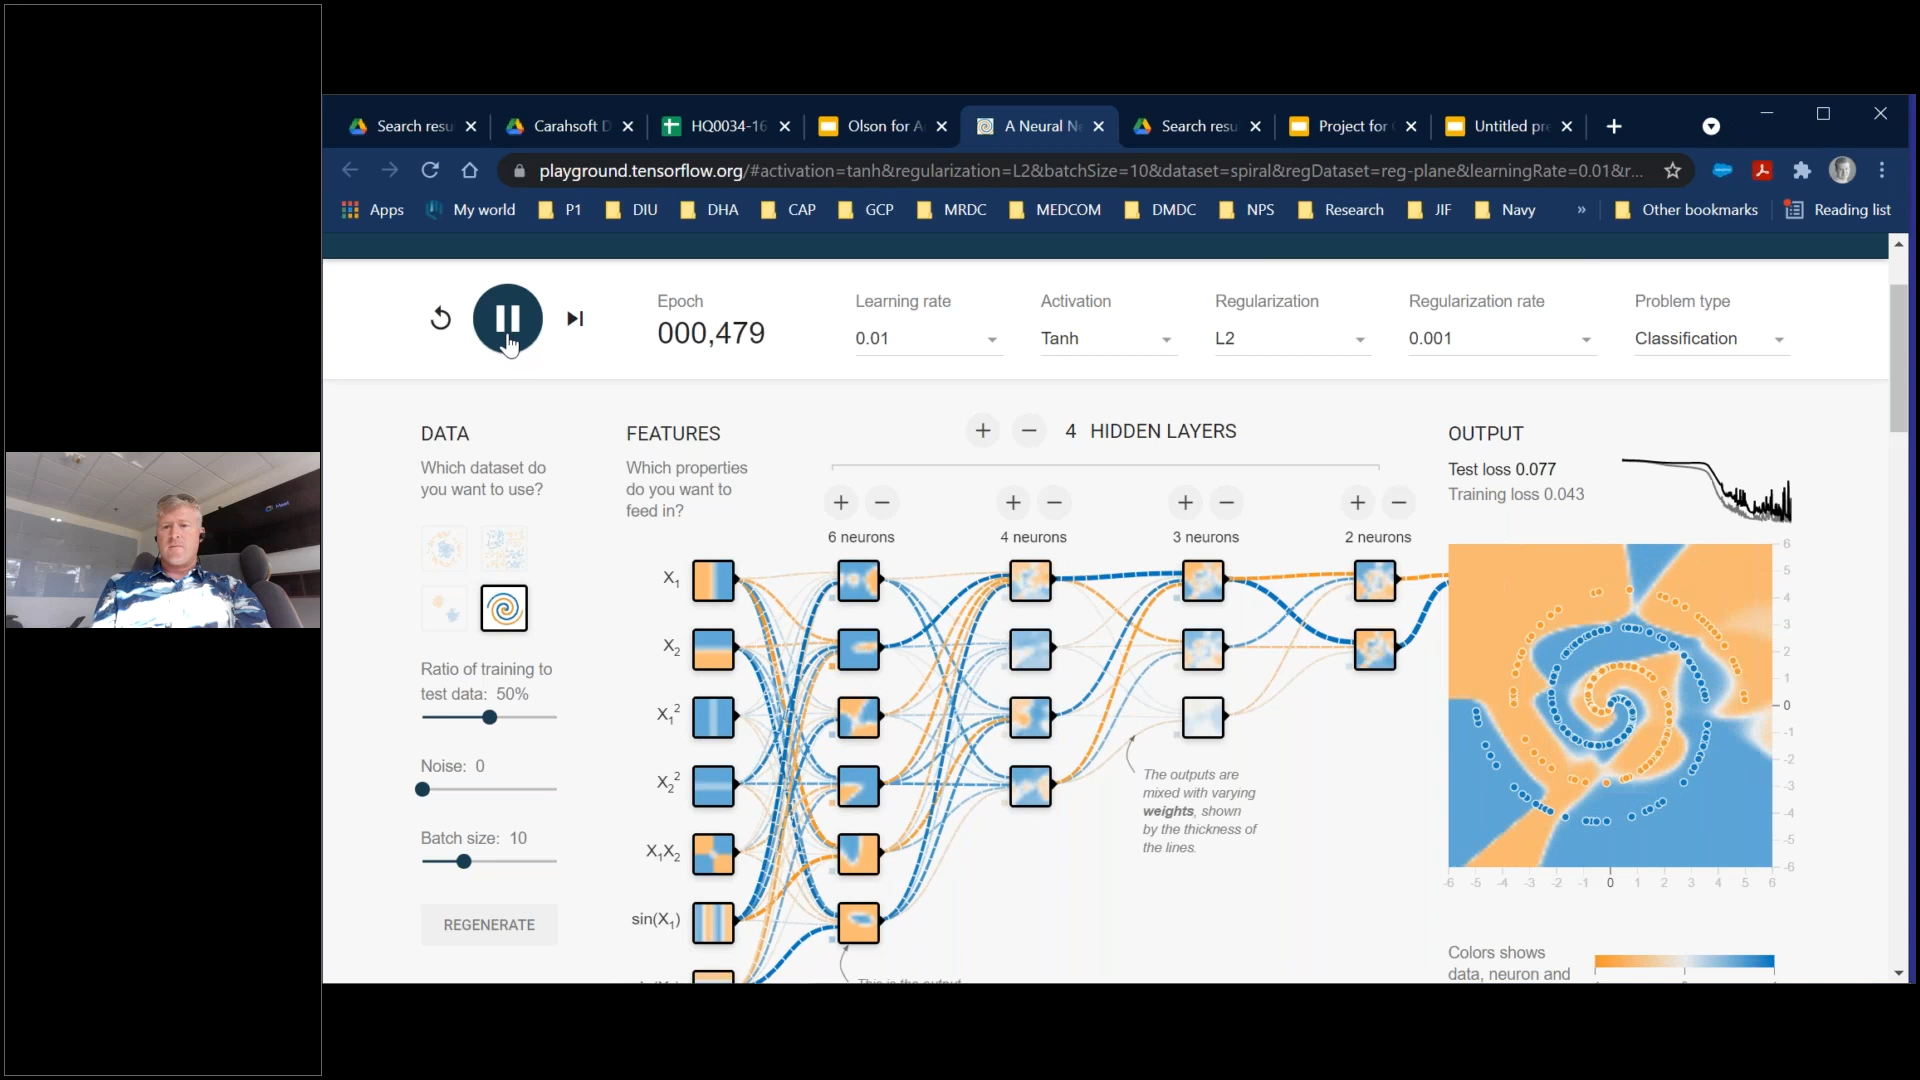 Search resu
Carahsoft D
HQ0034-16
Olson for A
A Neural N
Search resu
Project for
Untitled pre
playground.tensorflow.org/#activation=tanh&regularization=L2&batchSize=10&dataset=spiral&regDataset=reg-plane&learningRate=0.01&r...
Apps My world P1 DIU DHA CAP GCP MRDC MEDCOM DMDC NPS Research JIF Navy » Other bookmarks Reading list
Epoch
000,479
Learning rate
0.01
Activation
Tanh
Regularization
L2
Regularization rate
0.001
Problem type
Classification
DATA
Which dataset do
you want to use?
Ratio of training to
test data: 50%
Noise: 0
Batch size: 10
REGENERATE
FEATURES
Which properties
do you want to
feed in?
X1
X2
X1²
X2²
X1X2
sin(X1)
+ − 4 HIDDEN LAYERS
+ − + − + − + −
6 neurons 4 neurons 3 neurons 2 neurons
The outputs are
mixed with varying
weights, shown
by the thickness of
the lines.
This is the output
OUTPUT
Test loss 0.077
Training loss 0.043
6
5
4
3
2
1
0
-1
-2
-3
-4
-5
-6
-6 -5 -4 -3 -2 -1 0 1 2 3 4 5 6
Colors shows
data, neuron and